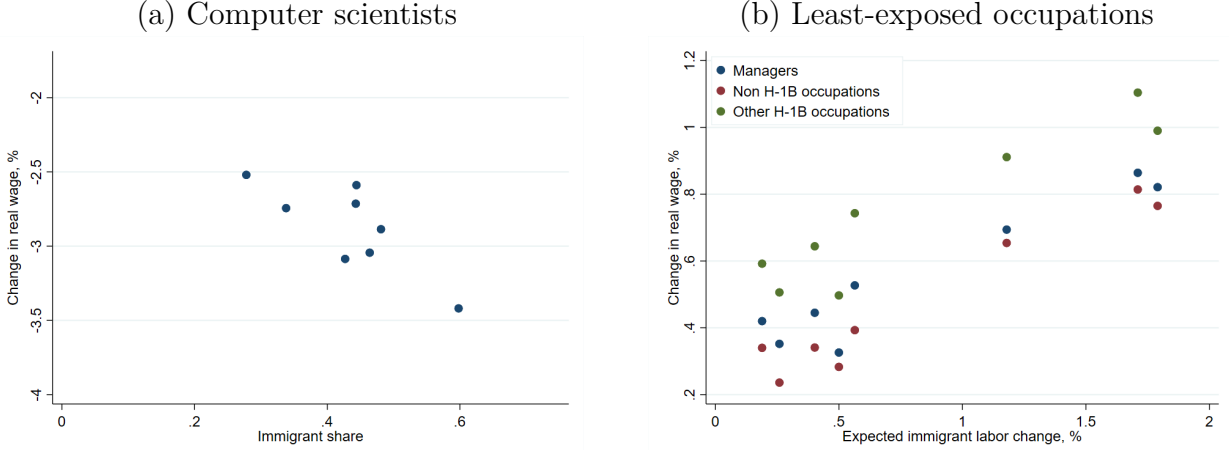 (a) Computer scientists
Change in real wage, %
-2
-2.5
-3
-3.5
-4
0 .2 .4 .6
Immigrant share
(b) Least-exposed occupations
Managers
Non H-1B occupations
Other H-1B occupations
Change in real wage, %
1.2
1
.8
.6
.4
.2
0 .5 1 1.5 2
Expected immigrant labor change, %